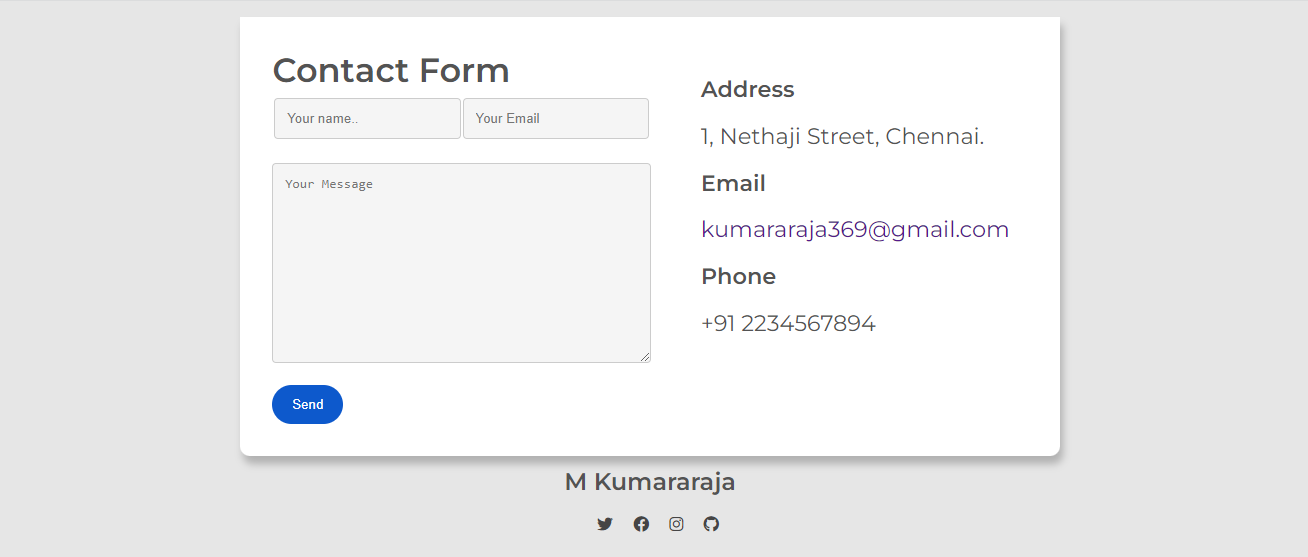 Contact Form
Your name..
Your Email
Your Message
Send
Address
1, Nethaji Street, Chennai.
Email
kumararaja369@gmail.com
Phone
+91 2234567894
M Kumararaja